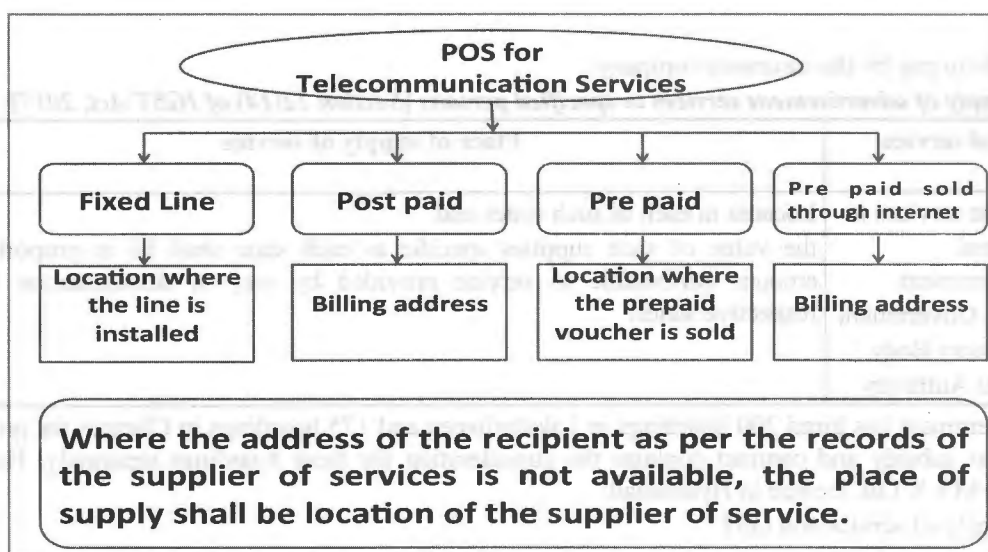 POS for
Telecommunication Services
Fixed Line
Post paid
Pre paid
Pre paid sold
through internet
Location where
the line is
installed
Billing address
Location where
the prepaid
voucher is sold
Billing address
Where the address of the recipient as per the records of
the supplier of services is not available, the place of
supply shall be location of the supplier of service.